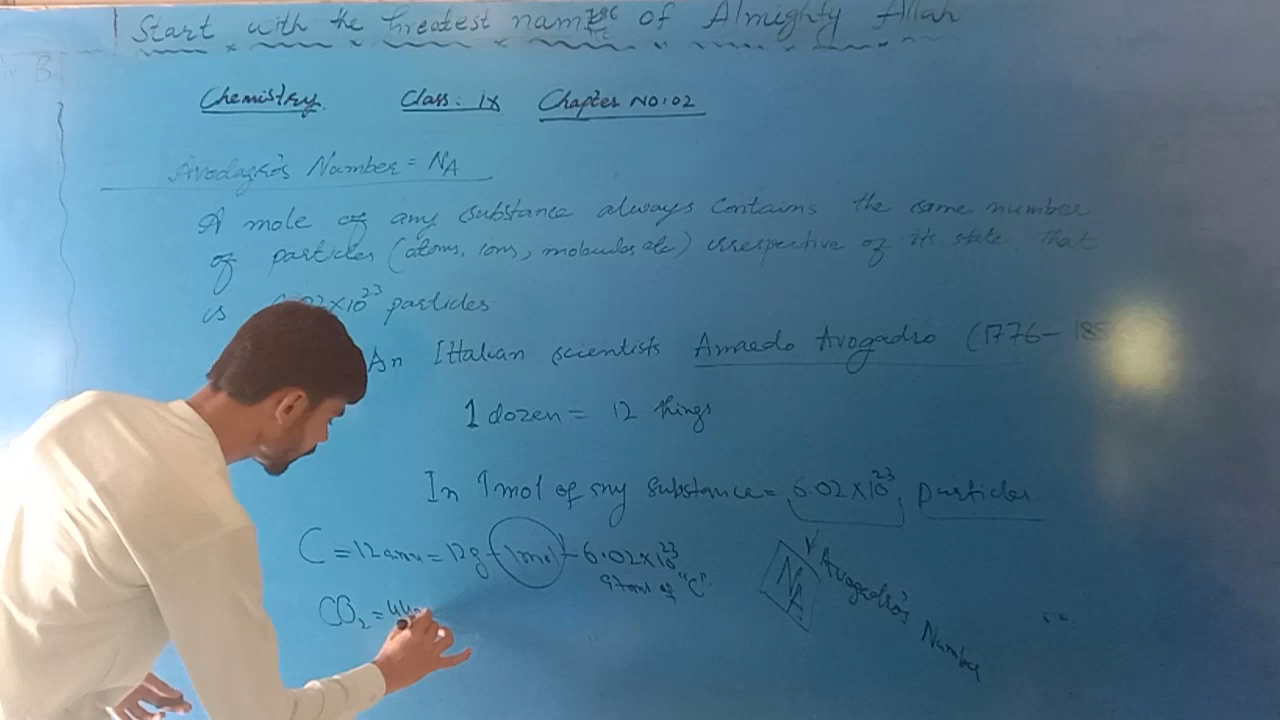 Start with the Greatest name of Almighty Allah
B
Chemistry Class: IX Chapter NO: 02
Avodagro's Number = NA
A mole of any substance always contains the same number
of particles (atoms, ions, molecules etc) irrespective of its state. That
is 6.02×10²³ particles
An Ittalian scientists Amaedo Avogadro (1776- 185
1 dozen = 12 things
In 1mol of any substance = 6.02×10²³ particles
C = 12amu = 12g = 1mol = 6.02×10²³
atoms of "C"
NA Avogadro's Number
CO₂ = 44